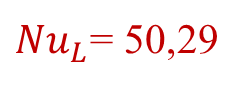 Nu_L = 50,29